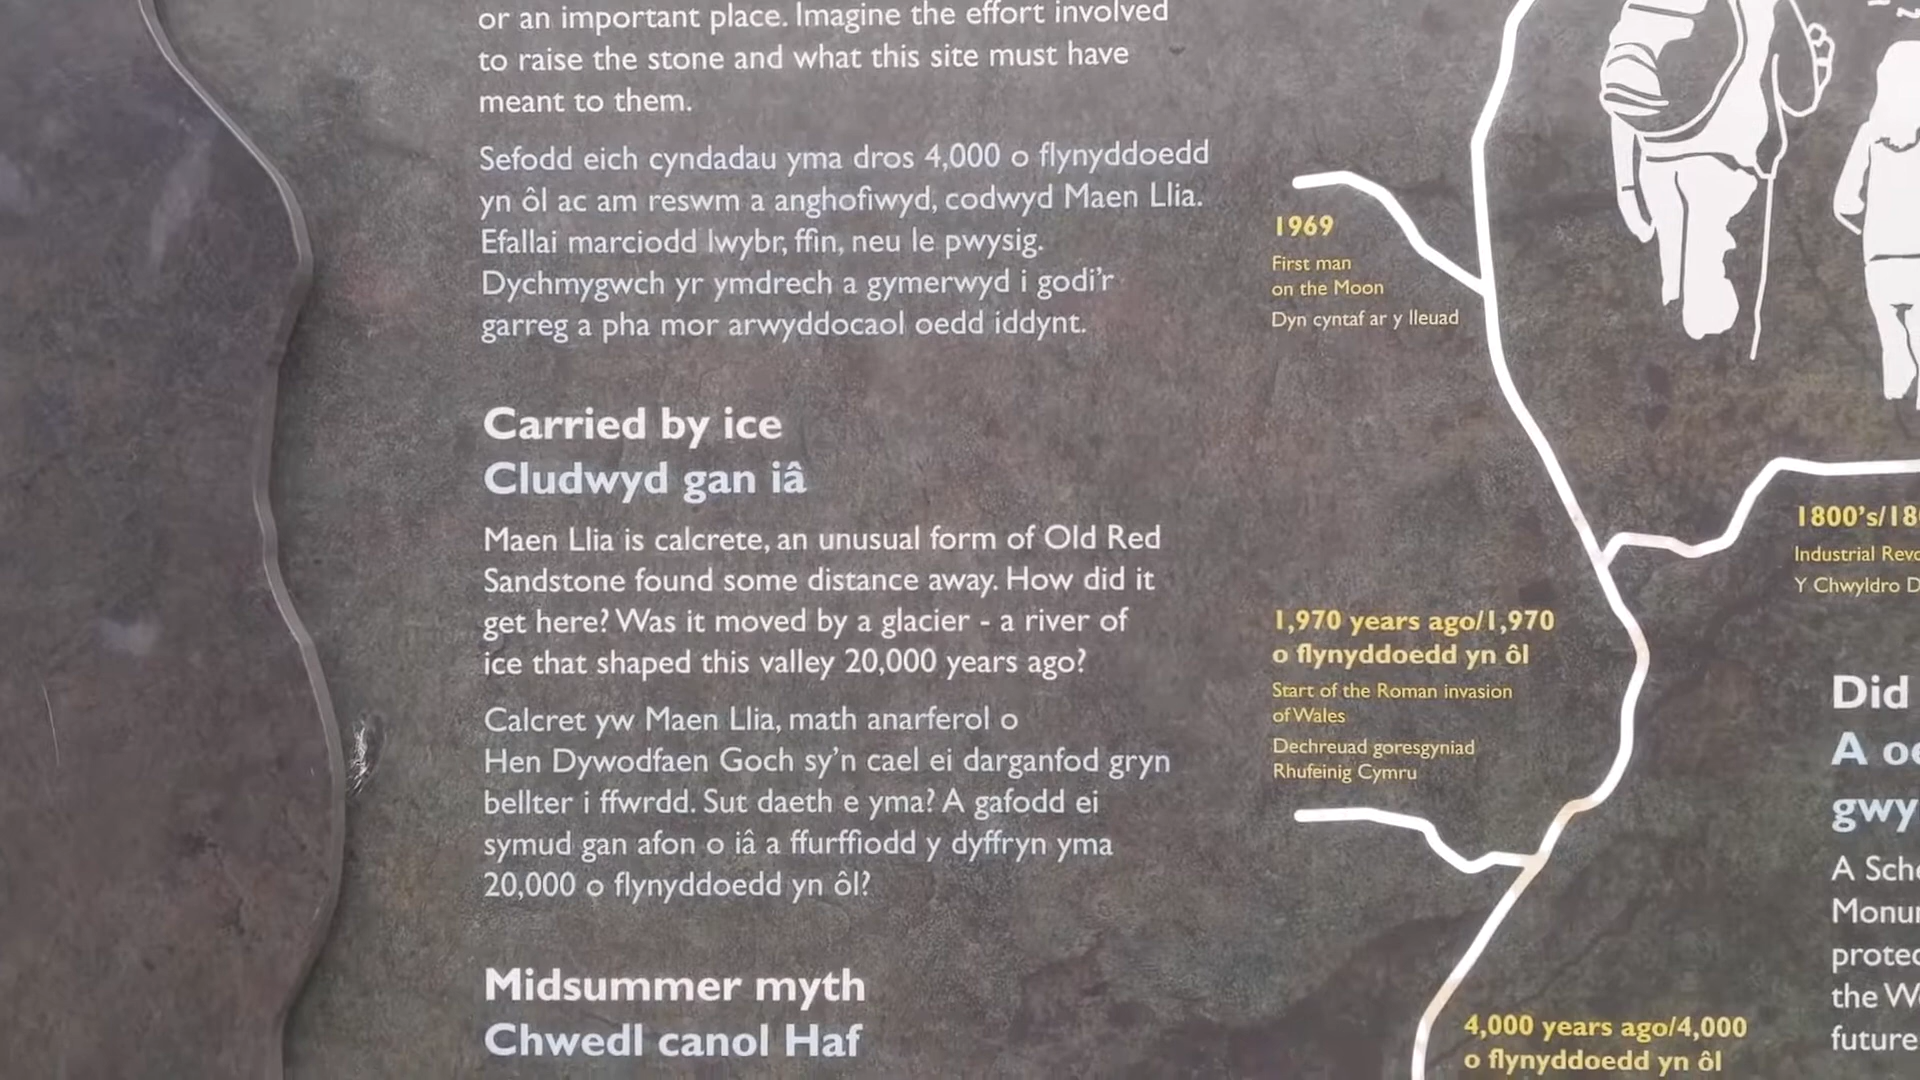 or an important place. Imagine the effort involved
to raise the stone and what this site must have
meant to them.
Sefodd eich cyndadau yma dros 4,000 o flynyddoedd
yn ôl ac am reswm a anghofiwyd, codwyd Maen Llia.
Efallai marciodd lwybr, ffin, neu le pwysig.
Dychmygwch yr ymdrech a gymerwyd i godi'r
garreg a pha mor arwyddocaol oedd iddynt.
Carried by ice
Cludwyd gan iâ
Maen Llia is calcrete, an unusual form of Old Red
Sandstone found some distance away. How did it
get here? Was it moved by a glacier - a river of
ice that shaped this valley 20,000 years ago?
Calcret yw Maen Llia, math anarferol o
Hen Dywodfaen Goch sy'n cael ei darganfod gryn
bellter i ffwrdd. Sut daeth e yma? A gafodd ei
symud gan afon o iâ a ffurffiodd y dyffryn yma
20,000 o flynyddoedd yn ôl?
Midsummer myth
Chwedl canol Haf
1969
First man
on the Moon
Dyn cyntaf ar y lleuad
1800's/18
Industrial
Y Chwyldro
1,970 years ago/1,970
o flynyddoedd yn ôl
Start of the Roman invasion
of Wales
Dechreuad goresgyniad
Rhufeinig Cymru
4,000 years ago/4,000
o flynyddoedd yn ôl
Did
A
A
the
future